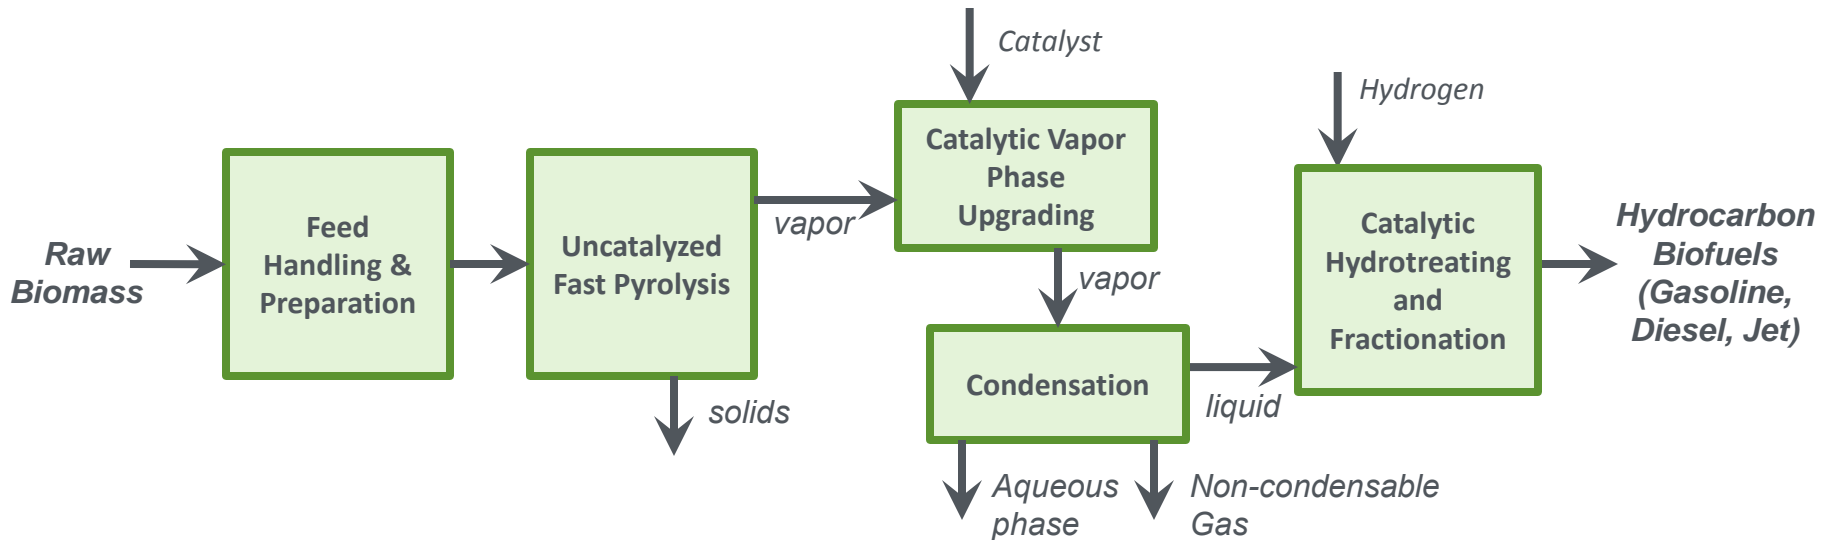 Raw
Biomass
Feed
Handling &
Preparation
Uncatalyzed
Fast Pyrolysis
solids
vapor
Catalyst
Catalytic Vapor
Phase
Upgrading
vapor
Condensation
Aqueous
phase
Non-condensable
Gas
liquid
Hydrogen
Catalytic
Hydrotreating
and
Fractionation
Hydrocarbon
Biofuels
(Gasoline,
Diesel, Jet)